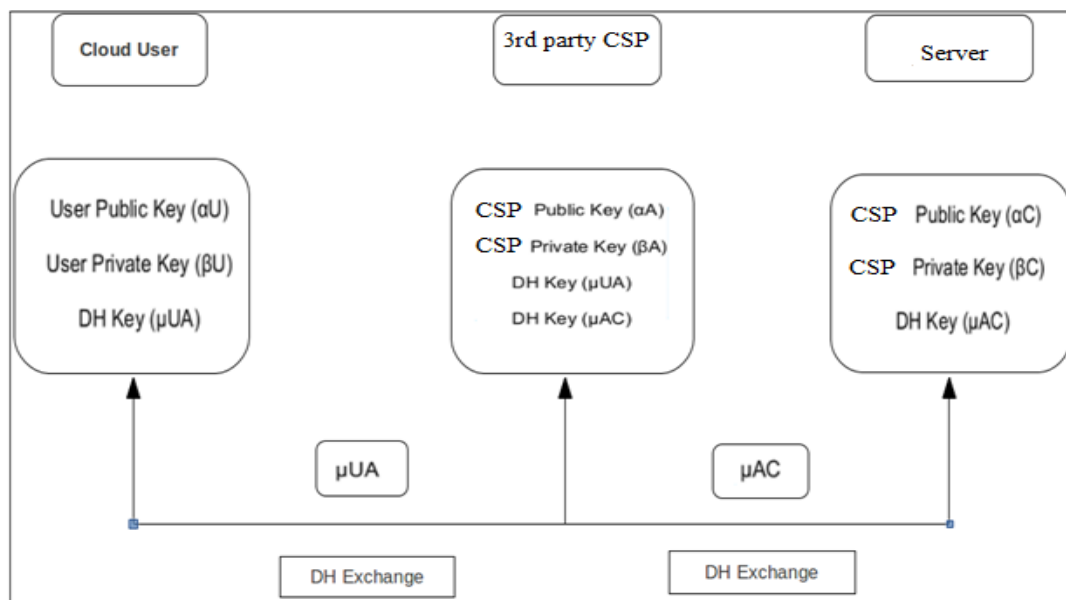 Cloud User
3rd party CSP
Server
User Public Key (αU)
User Private Key (βU)
DH Key (μUA)
CSP Public Key (αA)
CSP Private Key (βA)
DH Key (μUA)
DH Key (μAC)
CSP Public Key (αC)
CSP Private Key (βC)
DH Key (μAC)
μUA
μAC
DH Exchange
DH Exchange